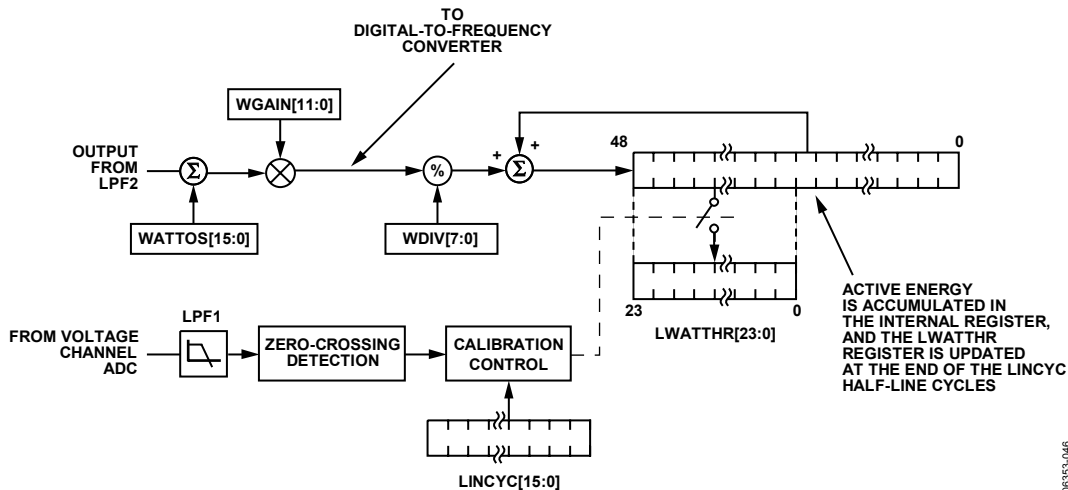 TO
DIGITAL-TO-FREQUENCY
CONVERTER
WGAIN[11:0]
OUTPUT
FROM
LPF2
Σ
%
+
+
Σ
48
0
WATTOS[15:0]
WDIV[7:0]
23
0
LWATTHR[23:0]
ACTIVE ENERGY
IS ACCUMULATED IN
THE INTERNAL REGISTER,
AND THE LWATTHR
REGISTER IS UPDATED
AT THE END OF THE LINCYC
HALF-LINE CYCLES
FROM VOLTAGE
CHANNEL
ADC
LPF1
ZERO-CROSSING
DETECTION
CALIBRATION
CONTROL
LINCYC[15:0]
06353-046